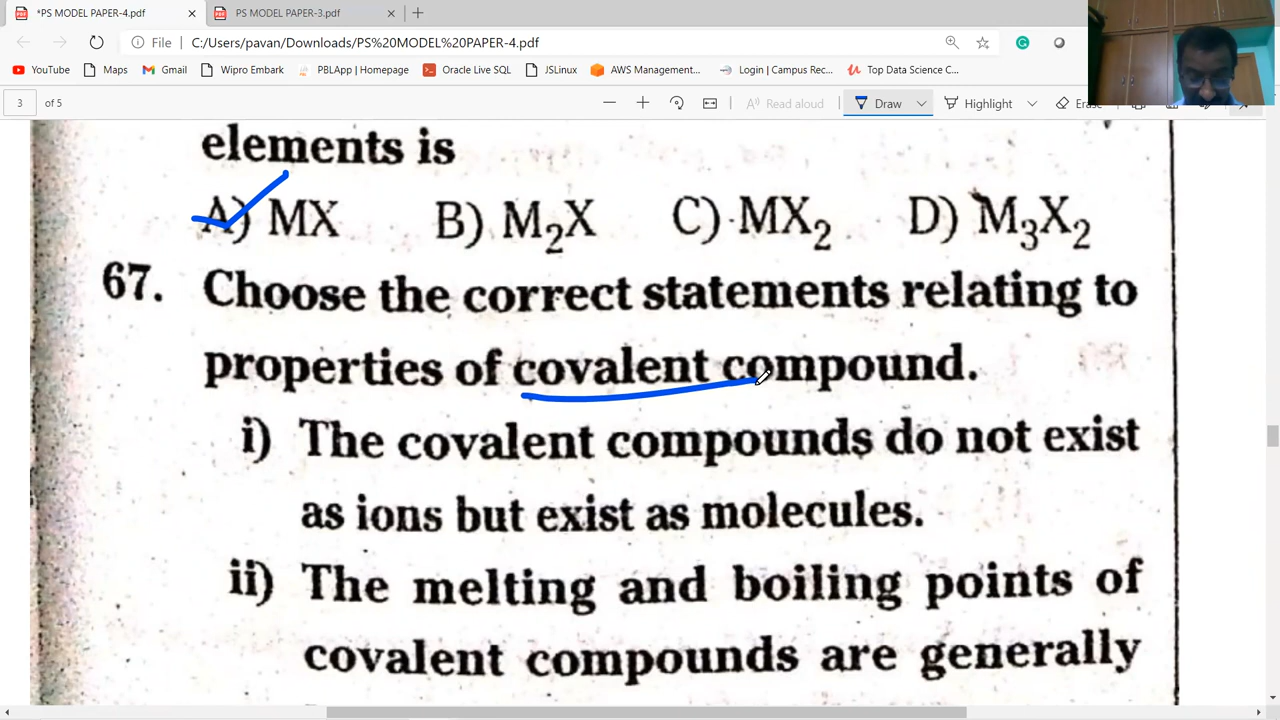 *PS MODEL PAPER-4.pdf
PS MODEL PAPER-3.pdf
File
C:/Users/pavan/Downloads/PS%20MODEL%20PAPER-4.pdf
YouTube
Maps
Gmail
Wipro Embark
PBLApp | Homepage
Oracle Live SQL
JSLinux
AWS Management...
Login | Campus Rec...
Top Data Science C...
3 of 5
Read aloud
Draw
Highlight
elements is
A) MX B) M₂X C) MX₂ D) M₃X₂
67. Choose the correct statements relating to
properties of covalent compound.
i) The covalent compounds do not exist
as ions but exist as molecules.
ii) The melting and boiling points of
covalent compounds are generally